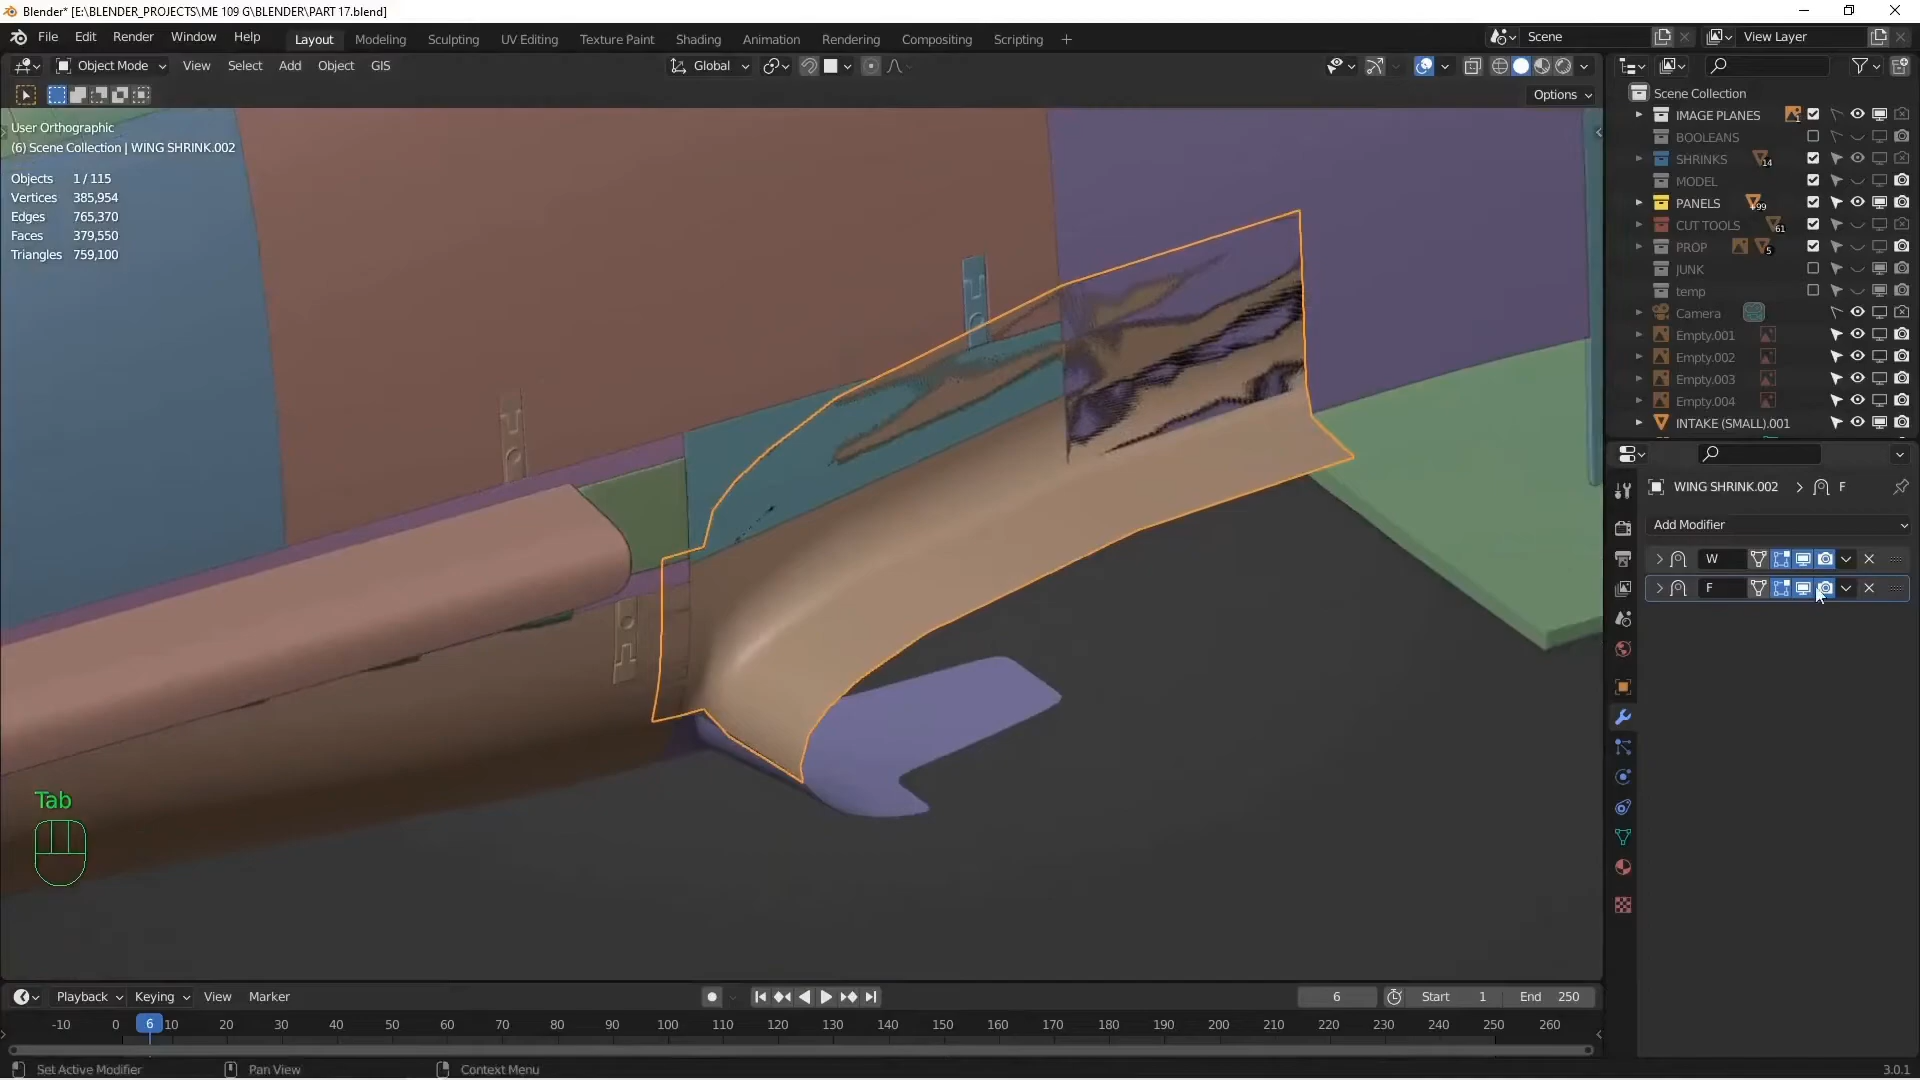 Blender* [E:\BLENDER_PROJECTS\ME 109 G\BLENDER\PART 17.blend]
File Edit Render Window Help Layout Modeling Sculpting UV Editing Texture Paint Shading Animation Rendering Compositing Scripting + Scene View Layer
Object Mode View Select Add Object GIS Global
Options
User Orthographic
(6) Scene Collection | WING SHRINK.002
Objects 1 / 115
Vertices 385,954
Edges 765,370
Faces 379,550
Triangles 759,100
Scene Collection
IMAGE PLANES 1
BOOLEANS
SHRINKS 14
MODEL
PANELS +99
CUT TOOLS 61
PROP 5
JUNK
temp
Camera
Empty.001
Empty.002
Empty.003
Empty.004
INTAKE (SMALL).001
WING SHRINK.002 > F
Add Modifier
W
F
Tab
Playback Keying View Marker 6 Start 1 End 250
-10 0 6 10 20 30 40 50 60 70 80 90 100 110 120 130 140 150 160 170 180 190 200 210 220 230 240 250 260
Set Active Modifier Pan View Context Menu 3.0.1